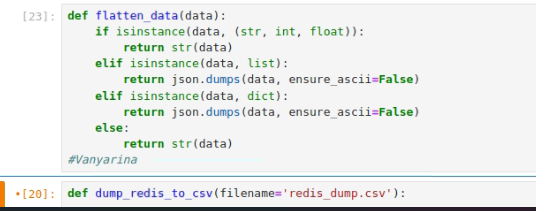 [23]: def flatten_data(data):
    if isinstance(data, (str, int, float)):
        return str(data)
    elif isinstance(data, list):
        return json.dumps(data, ensure_ascii=False)
    elif isinstance(data, dict):
        return json.dumps(data, ensure_ascii=False)
    else:
        return str(data)
#Vanyarina
•[20]: def dump_redis_to_csv(filename='redis_dump.csv'):